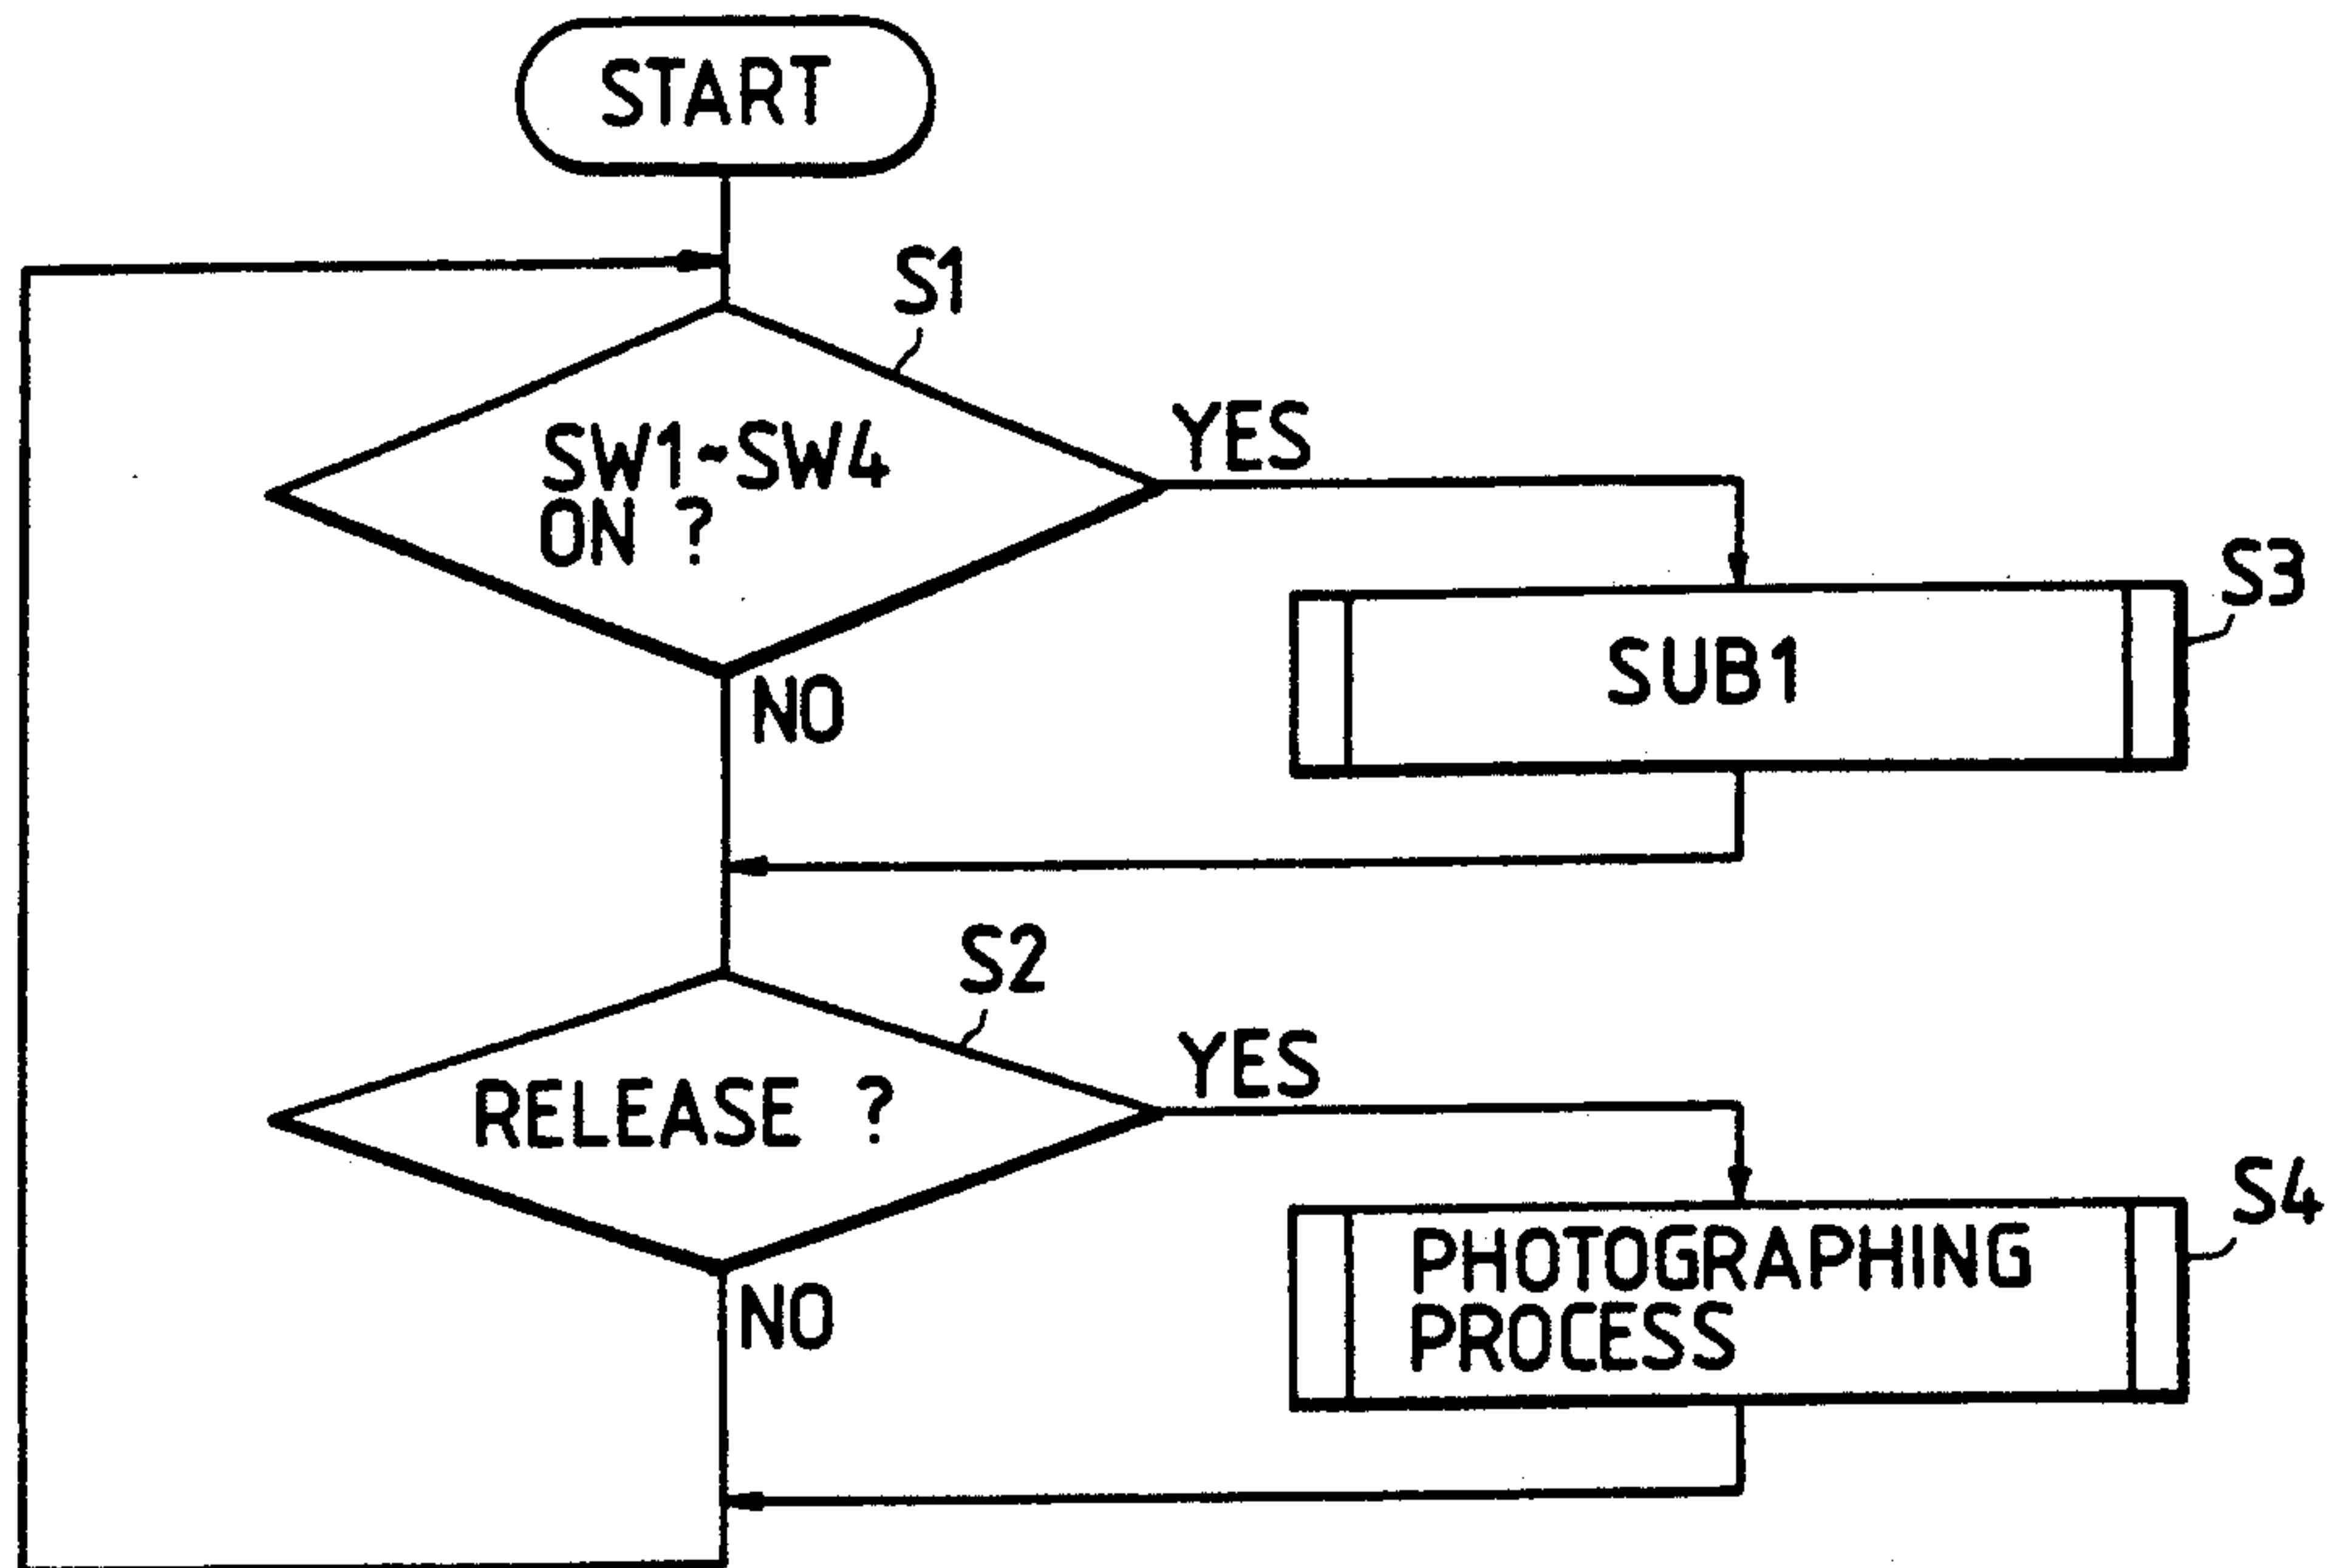 START
S1
SW1~SW4
ON ?
YES
S3
SUB1
NO
S2
RELEASE ?
YES
S4
PHOTOGRAPHING
PROCESS
NO